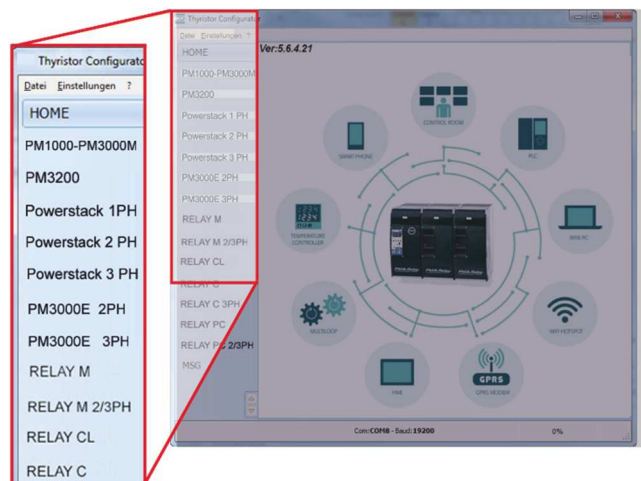 Thyristor Configurato
Datei Einstellungen ?
HOME
PM1000-PM3000M
PM3200
Powerstack 1PH
Powerstack 2 PH
Powerstack 3 PH
PM3000E 2PH
PM3000E 3PH
RELAY M
RELAY M 2/3PH
RELAY CL
RELAY C
Thyristor Configurator
Datei Einstellungen ?
HOME
PM1000-PM3000M
PM3200
Powerstack 1 PH
Powerstack 2 PH
Powerstack 3 PH
PM3000E 2PH
PM3000E 3PH
RELAY M
RELAY M 2/3PH
RELAY CL
RELAY C
RELAY C 3PH
RELAY PC
RELAY PC 2/3PH
MSG
Ver:5.6.4.21
CONTROL ROOM
SMART PHONE
PLC
TEMPERATURE
CONTROLLER
MINI PC
MULTILOOP
WIFI HOTSPOT
HMI
GPRS
GPRS MODEM
Com:COM8 - Baud:19200
0%